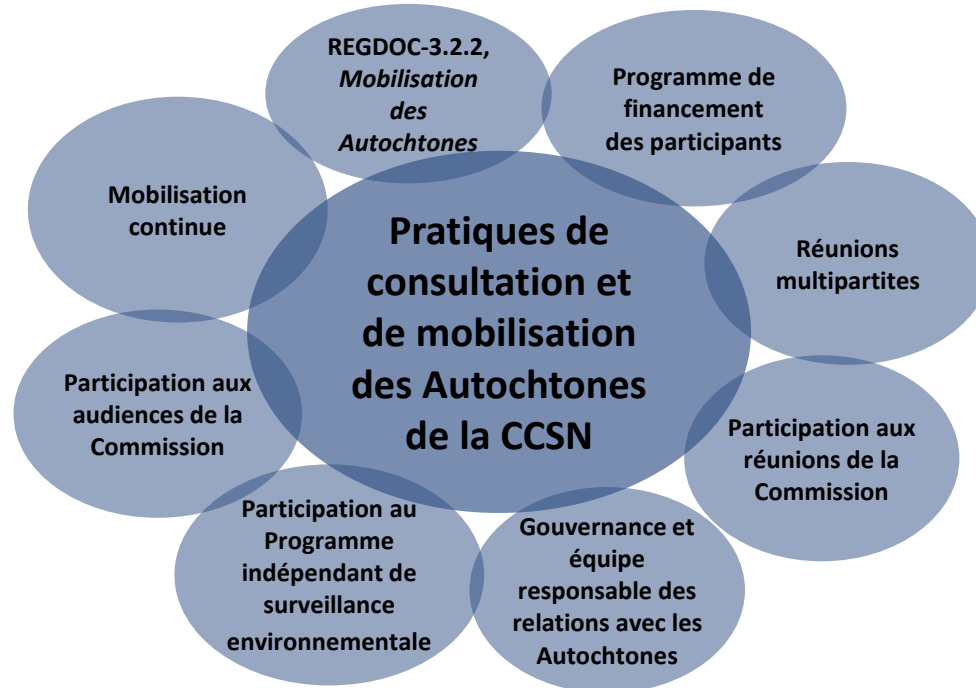 REGDOC-3.2.2,
Mobilisation
des
Autochtones
Programme de
financement
des participants
Mobilisation
continue
Pratiques de
consultation et
de mobilisation
des Autochtones
de la CCSN
Réunions
multipartites
Participation aux
audiences de la
Commission
Participation aux
réunions de la
Commission
Participation au
Programme
indépendant de
surveillance
environnementale
Gouvernance et
équipe
responsable des
relations avec les
Autochtones